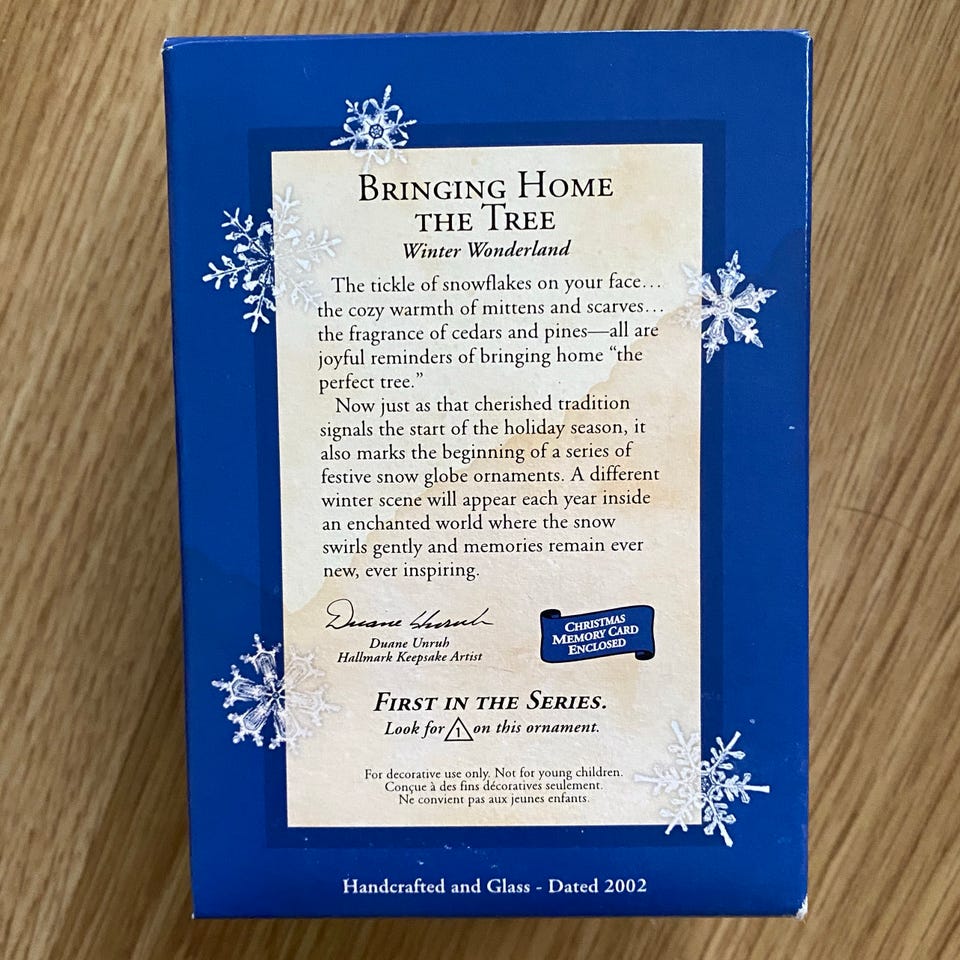 BRINGING HOME
THE TREE
Winter Wonderland
The tickle of snowflakes on your face…
the cozy warmth of mittens and scarves…
the fragrance of cedars and pines—all are
joyful reminders of bringing home “the
perfect tree.”
Now just as that cherished tradition
signals the start of the holiday season, it
also marks the beginning of a series of
festive snow globe ornaments. A different
winter scene will appear each year inside
an enchanted world where the snow
swirls gently and memories remain ever
new, ever inspiring.
Duane Unruh
Duane Unruh
Hallmark Keepsake Artist
CHRISTMAS
MEMORY CARD
ENCLOSED
FIRST IN THE SERIES.
Look for 1 on this ornament.
For decorative use only. Not for young children.
Conçue à des fins décoratives seulement.
Ne convient pas aux jeunes enfants.
Handcrafted and Glass - Dated 2002